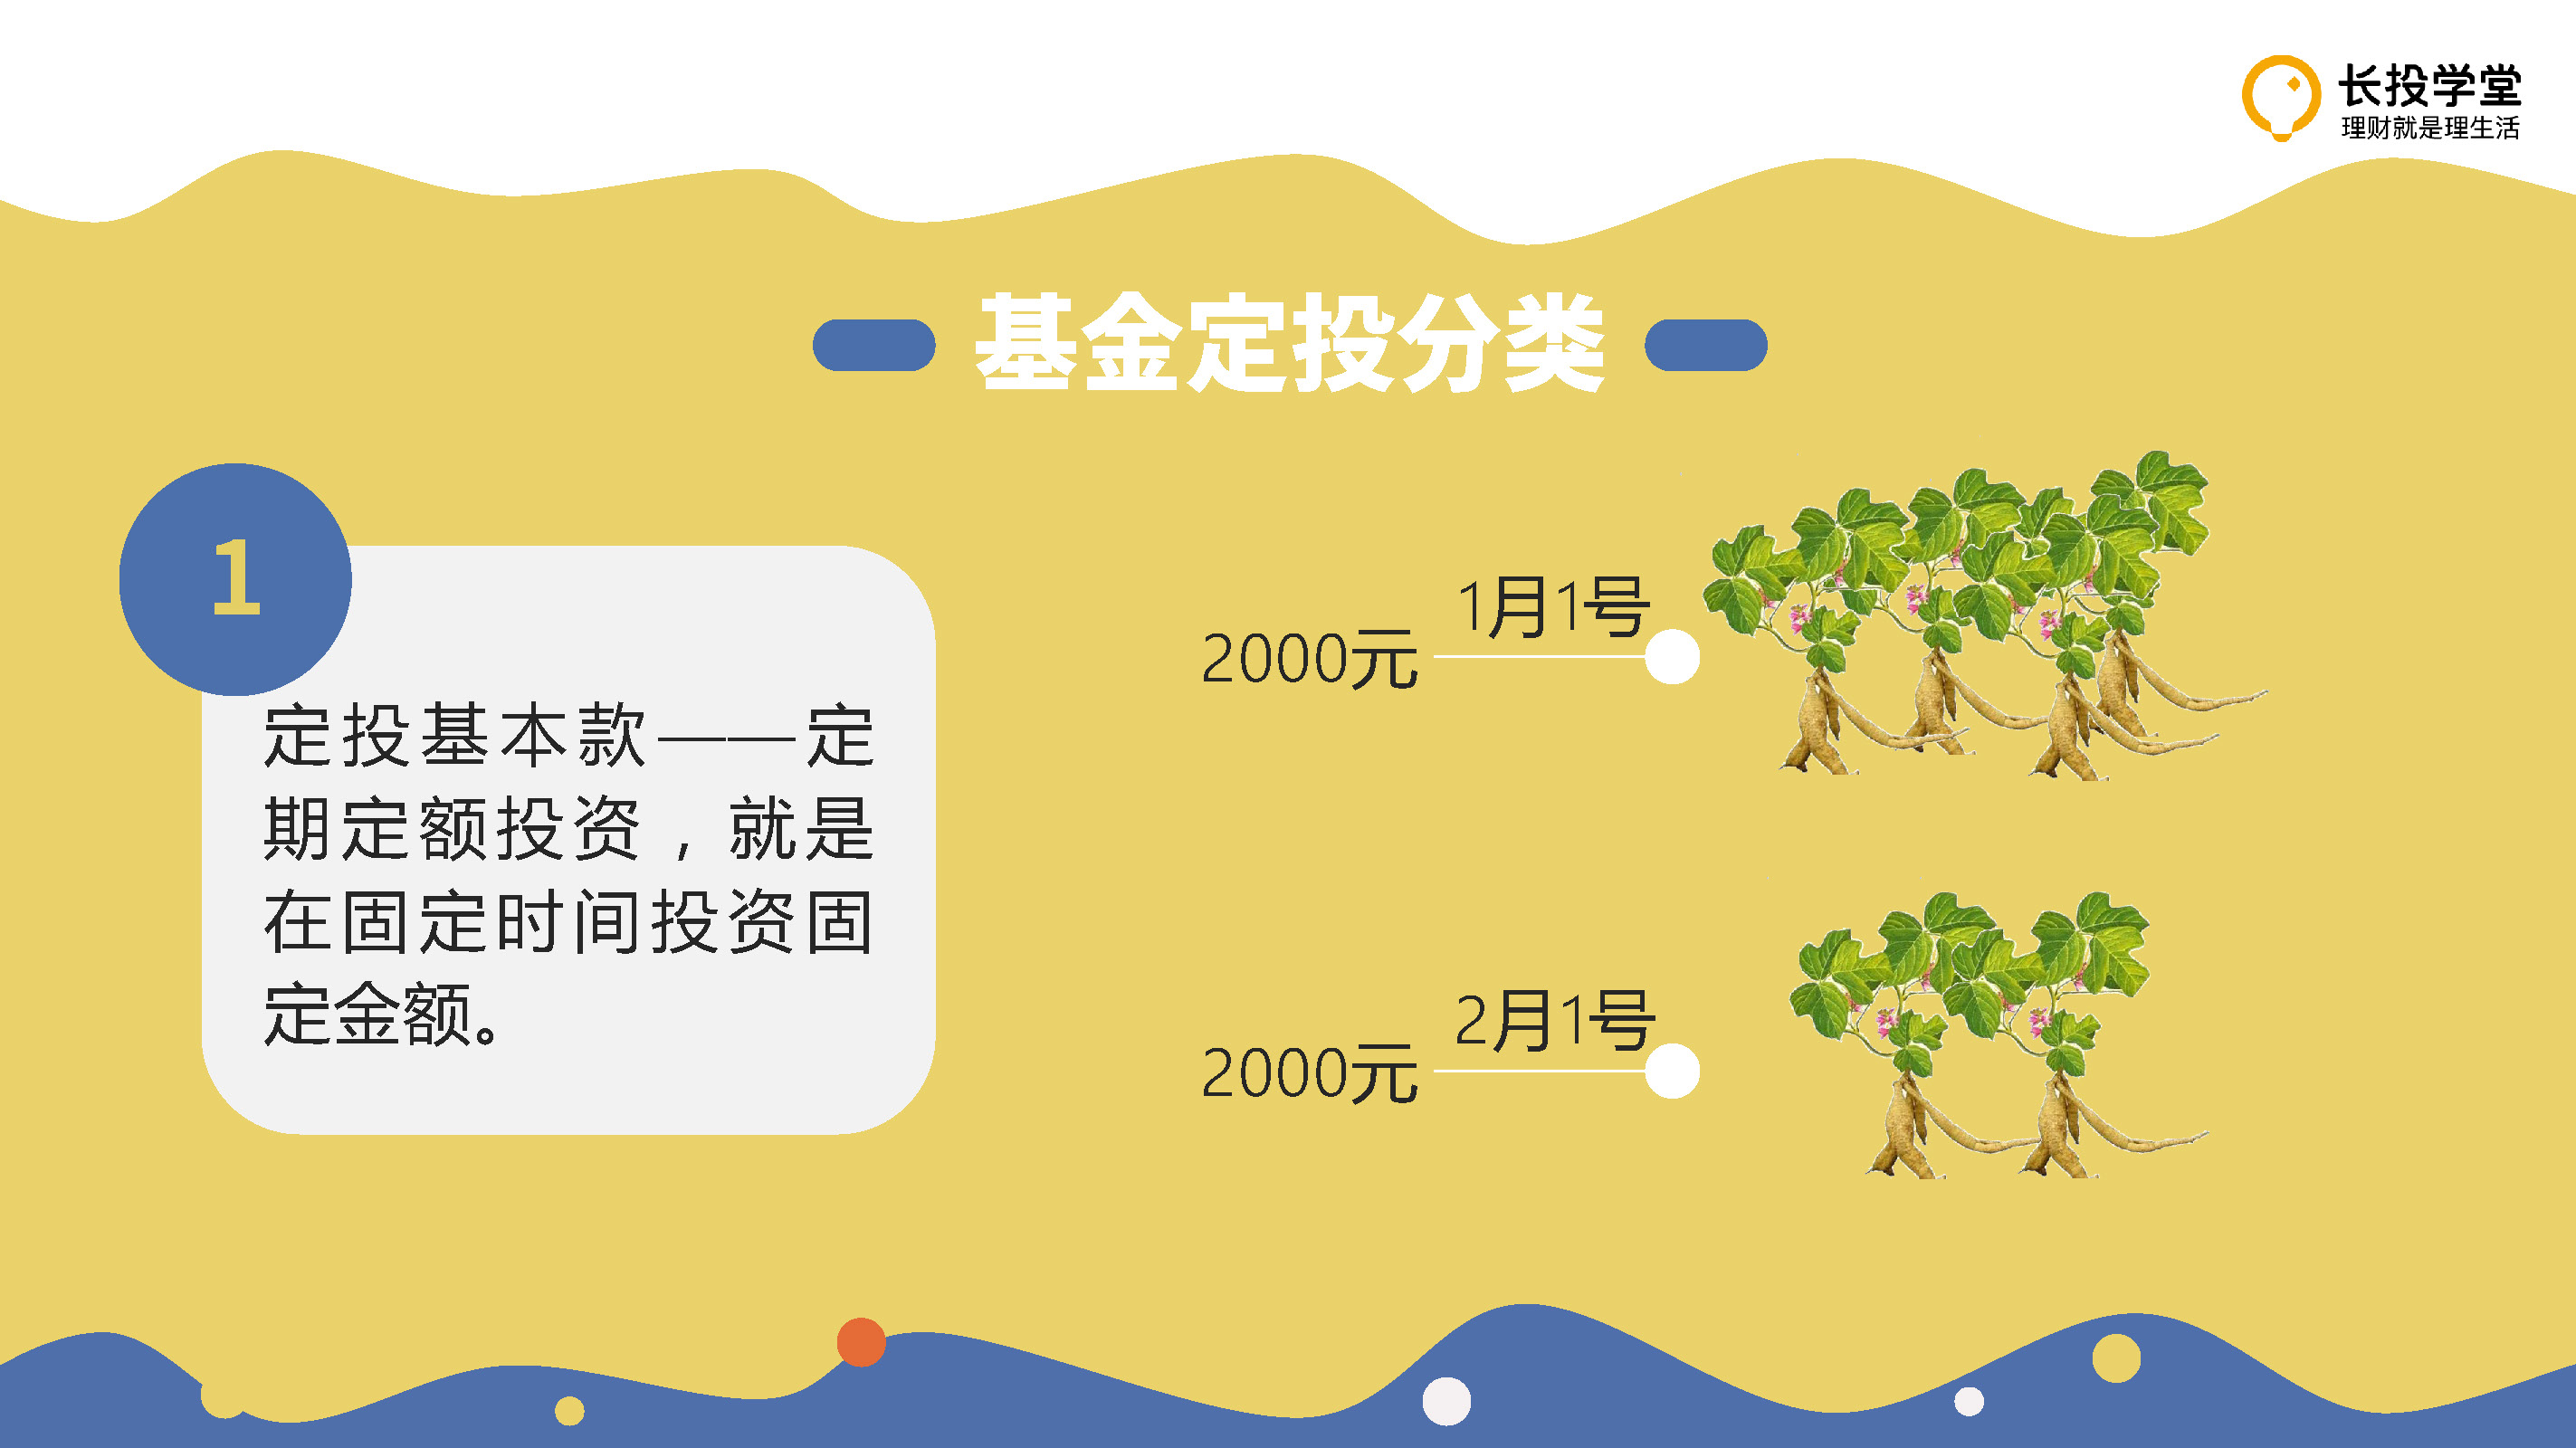 长投学堂
理财就是理生活
基金定投分类
1
定投基本款——定
期定额投资，就是
在固定时间投资固
定金额。
1月1号
2000元
2月1号
2000元